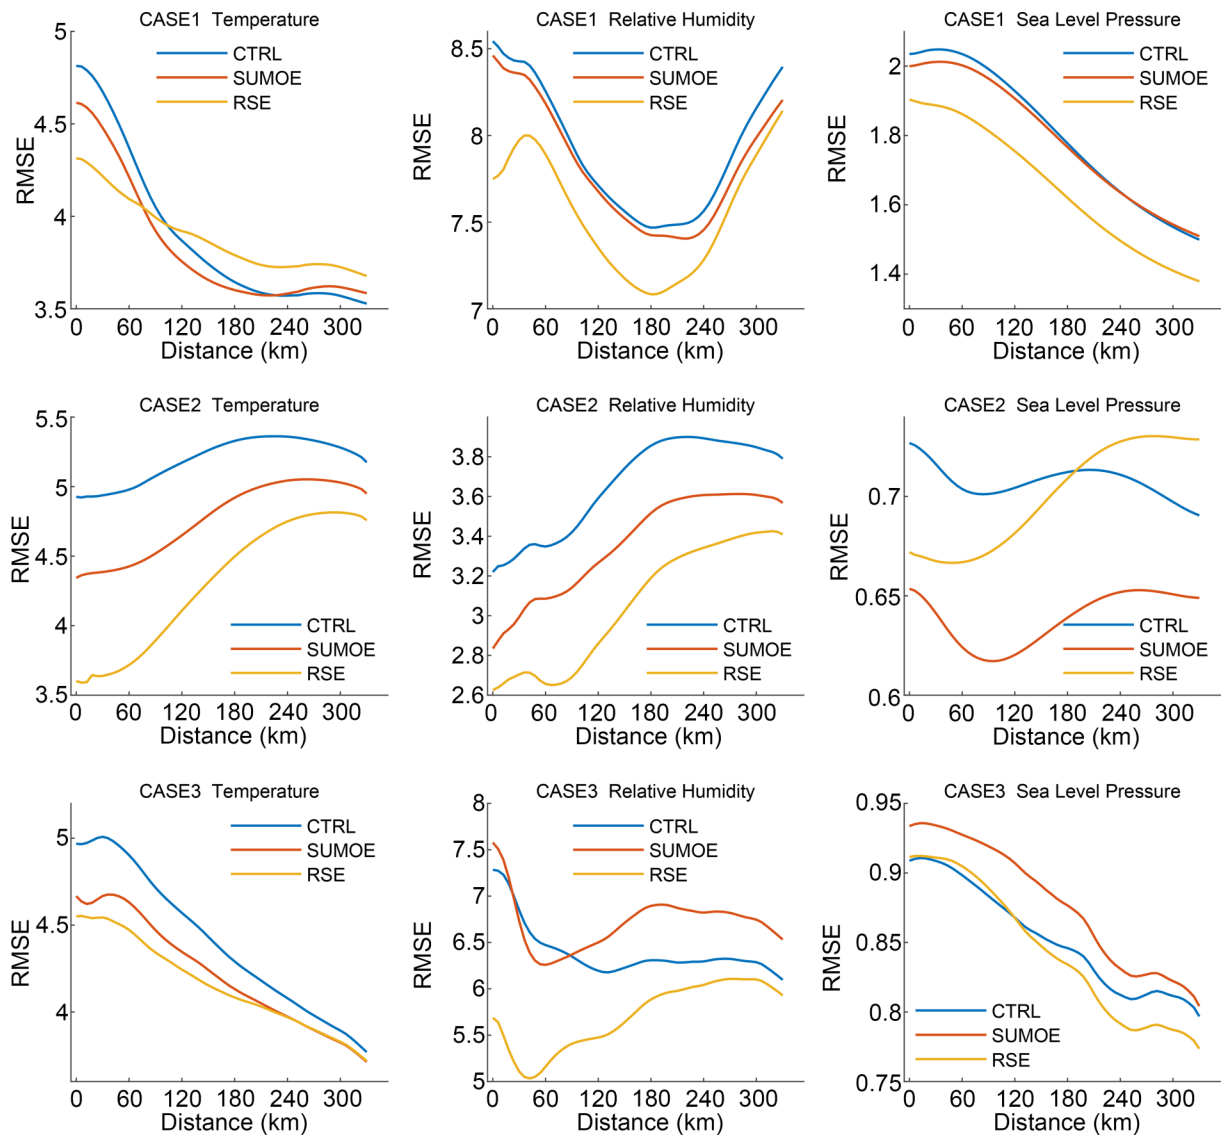 CASE1 Temperature
5
4.5
4
3.5
RMSE
CTRL
SUMOE
RSE
0 60 120 180 240 300
Distance (km)
CASE1 Relative Humidity
8.5
8
7.5
7
RMSE
CTRL
SUMOE
RSE
0 60 120 180 240 300
Distance (km)
CASE1 Sea Level Pressure
2
1.8
1.6
1.4
RMSE
CTRL
SUMOE
RSE
0 60 120 180 240 300
Distance (km)
CASE2 Temperature
5.5
5
4.5
4
3.5
RMSE
CTRL
SUMOE
RSE
0 60 120 180 240 300
Distance (km)
CASE2 Relative Humidity
3.8
3.6
3.4
3.2
3
2.8
2.6
RMSE
CTRL
SUMOE
RSE
0 60 120 180 240 300
Distance (km)
CASE2 Sea Level Pressure
0.7
0.65
0.6
RMSE
CTRL
SUMOE
RSE
0 60 120 180 240 300
Distance (km)
CASE3 Temperature
5
4.5
4
RMSE
CTRL
SUMOE
RSE
0 60 120 180 240 300
Distance (km)
CASE3 Relative Humidity
8
7.5
7
6.5
6
5.5
5
RMSE
CTRL
SUMOE
RSE
0 60 120 180 240 300
Distance (km)
CASE3 Sea Level Pressure
0.95
0.9
0.85
0.8
0.75
RMSE
CTRL
SUMOE
RSE
0 60 120 180 240 300
Distance (km)